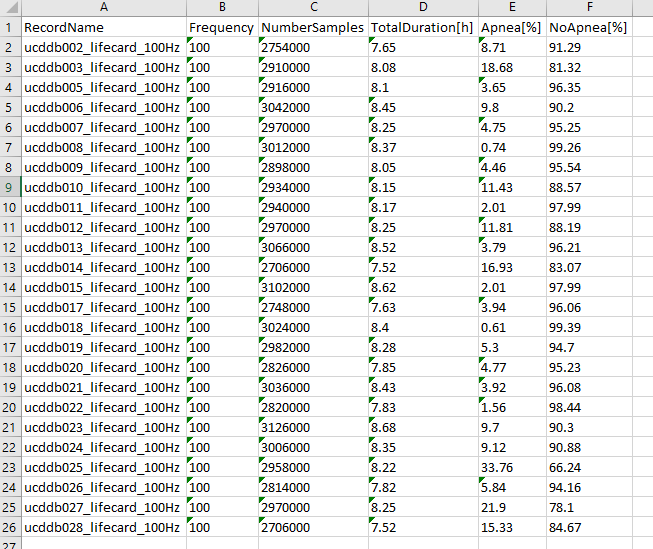 A B C D E F
1 RecordName Frequency NumberSamples TotalDuration[h] Apnea[%] NoApnea[%]
2 ucddb002_lifecard_100Hz 100 2754000 7.65 8.71 91.29
3 ucddb003_lifecard_100Hz 100 2910000 8.08 18.68 81.32
4 ucddb005_lifecard_100Hz 100 2916000 8.1 3.65 96.35
5 ucddb006_lifecard_100Hz 100 3042000 8.45 9.8 90.2
6 ucddb007_lifecard_100Hz 100 2970000 8.25 4.75 95.25
7 ucddb008_lifecard_100Hz 100 3012000 8.37 0.74 99.26
8 ucddb009_lifecard_100Hz 100 2898000 8.05 4.46 95.54
9 ucddb010_lifecard_100Hz 100 2934000 8.15 11.43 88.57
10 ucddb011_lifecard_100Hz 100 2940000 8.17 2.01 97.99
11 ucddb012_lifecard_100Hz 100 2970000 8.25 11.81 88.19
12 ucddb013_lifecard_100Hz 100 3066000 8.52 3.79 96.21
13 ucddb014_lifecard_100Hz 100 2706000 7.52 16.93 83.07
14 ucddb015_lifecard_100Hz 100 3102000 8.62 2.01 97.99
15 ucddb017_lifecard_100Hz 100 2748000 7.63 3.94 96.06
16 ucddb018_lifecard_100Hz 100 3024000 8.4 0.61 99.39
17 ucddb019_lifecard_100Hz 100 2982000 8.28 5.3 94.7
18 ucddb020_lifecard_100Hz 100 2826000 7.85 4.77 95.23
19 ucddb021_lifecard_100Hz 100 3036000 8.43 3.92 96.08
20 ucddb022_lifecard_100Hz 100 2820000 7.83 1.56 98.44
21 ucddb023_lifecard_100Hz 100 3126000 8.68 9.7 90.3
22 ucddb024_lifecard_100Hz 100 3006000 8.35 9.12 90.88
23 ucddb025_lifecard_100Hz 100 2958000 8.22 33.76 66.24
24 ucddb026_lifecard_100Hz 100 2814000 7.82 5.84 94.16
25 ucddb027_lifecard_100Hz 100 2970000 8.25 21.9 78.1
26 ucddb028_lifecard_100Hz 100 2706000 7.52 15.33 84.67
27